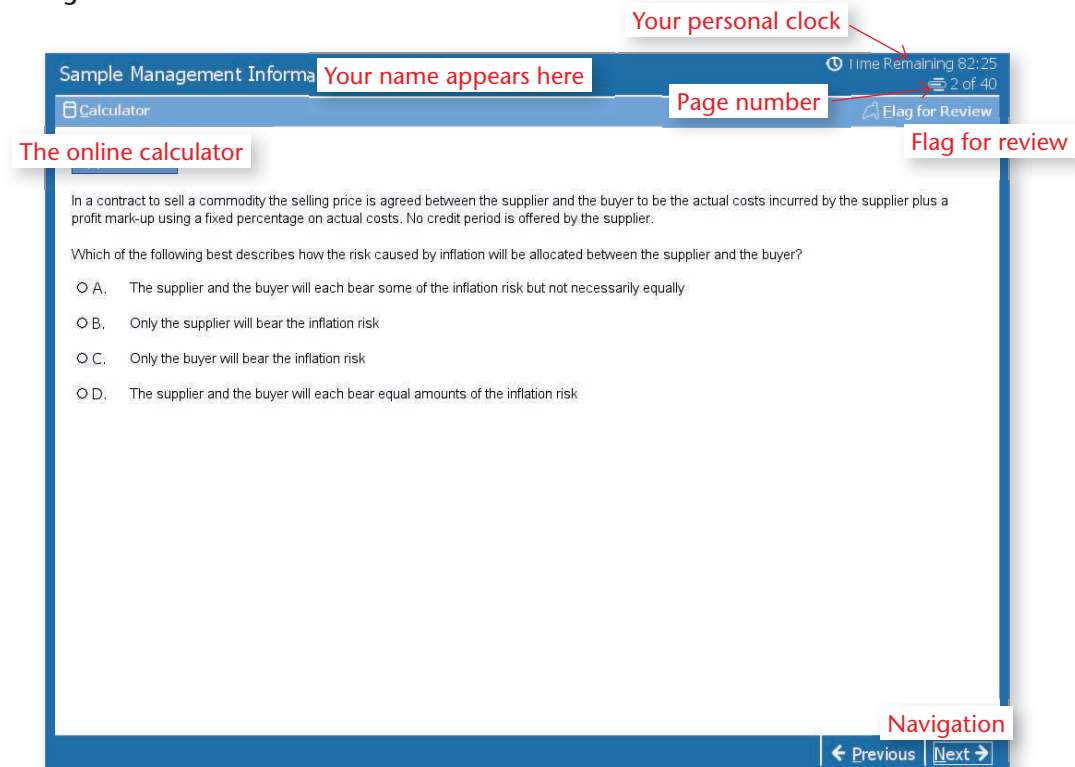 Your personal clock
Sample Management Informa
Your name appears here
Time Remaining 82:25
2 of 40
Page number
Calculator
Flag for Review
The online calculator
Flag for review
In a contract to sell a commodity the selling price is agreed between the supplier and the buyer to be the actual costs incurred by the supplier plus a
profit mark-up using a fixed percentage on actual costs. No credit period is offered by the supplier.
Which of the following best describes how the risk caused by inflation will be allocated between the supplier and the buyer?
A. The supplier and the buyer will each bear some of the inflation risk but not necessarily equally
B. Only the supplier will bear the inflation risk
C. Only the buyer will bear the inflation risk
D. The supplier and the buyer will each bear equal amounts of the inflation risk
Navigation
Previous Next